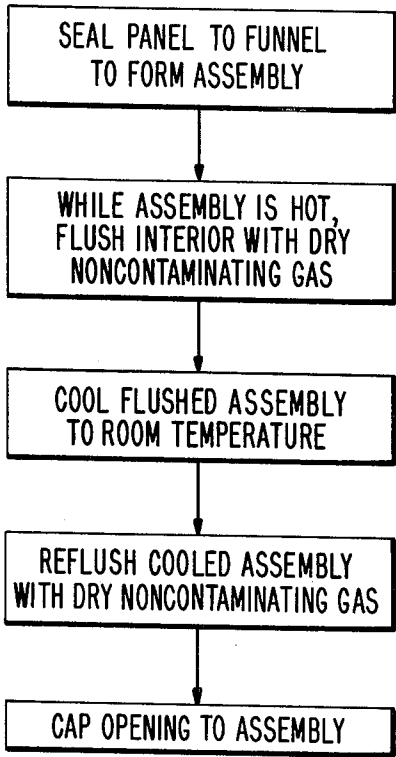 SEAL PANEL TO FUNNEL
TO FORM ASSEMBLY
WHILE ASSEMBLY IS HOT,
FLUSH INTERIOR WITH DRY
NONCONTAMINATING GAS
COOL FLUSHED ASSEMBLY
TO ROOM TEMPERATURE
REFLUSH COOLED ASSEMBLY
WITH DRY NONCONTAMINATING GAS
CAP OPENING TO ASSEMBLY